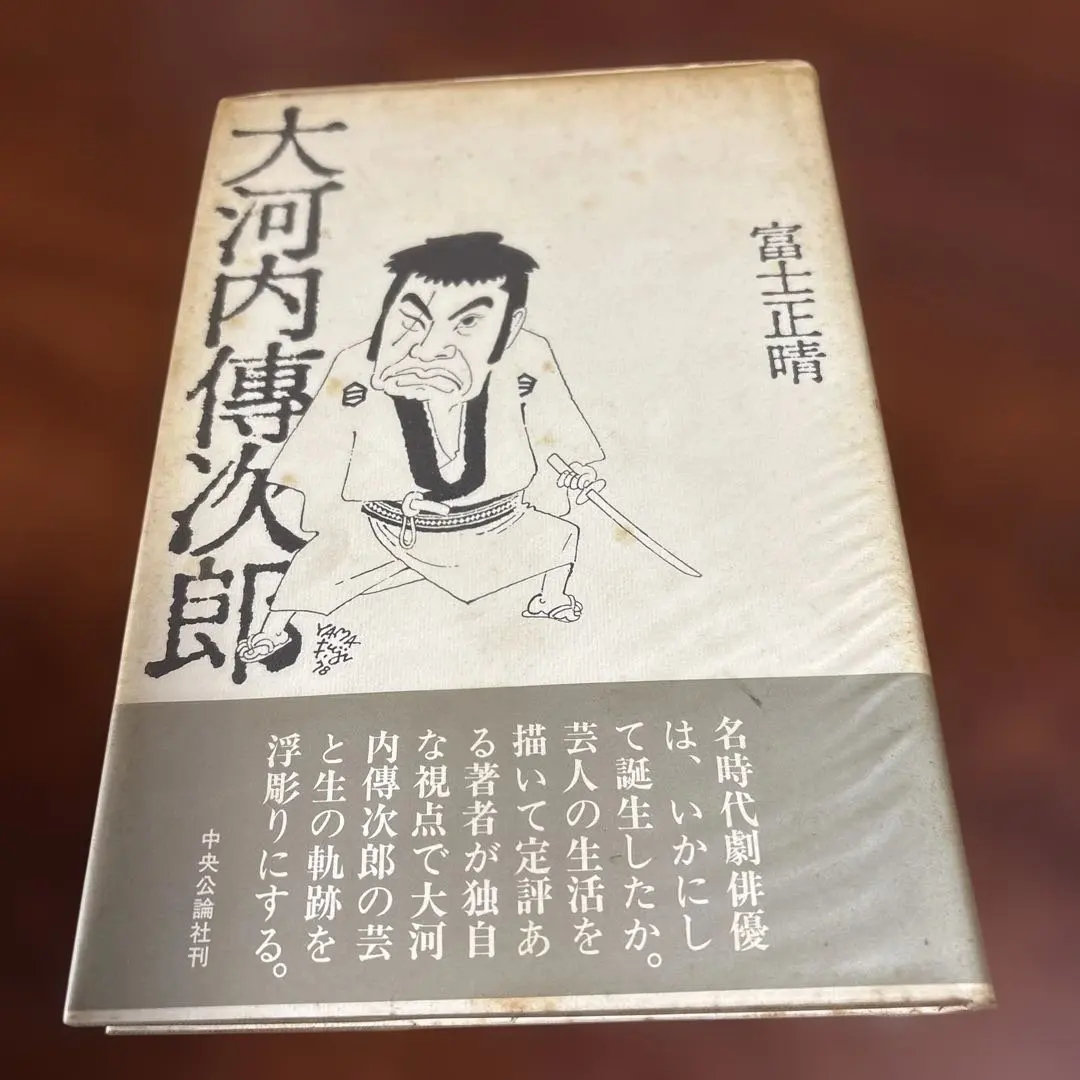 富士正晴
大河内傳次郎
YAMA
'78
名時代劇俳優
は、いかにし
て誕生したか。
芸人の生活を
描いて定評あ
る著者が独自
な視点で大河
内傳次郎の芸
と生の軌跡を
浮彫りにする。
中央公論社刊